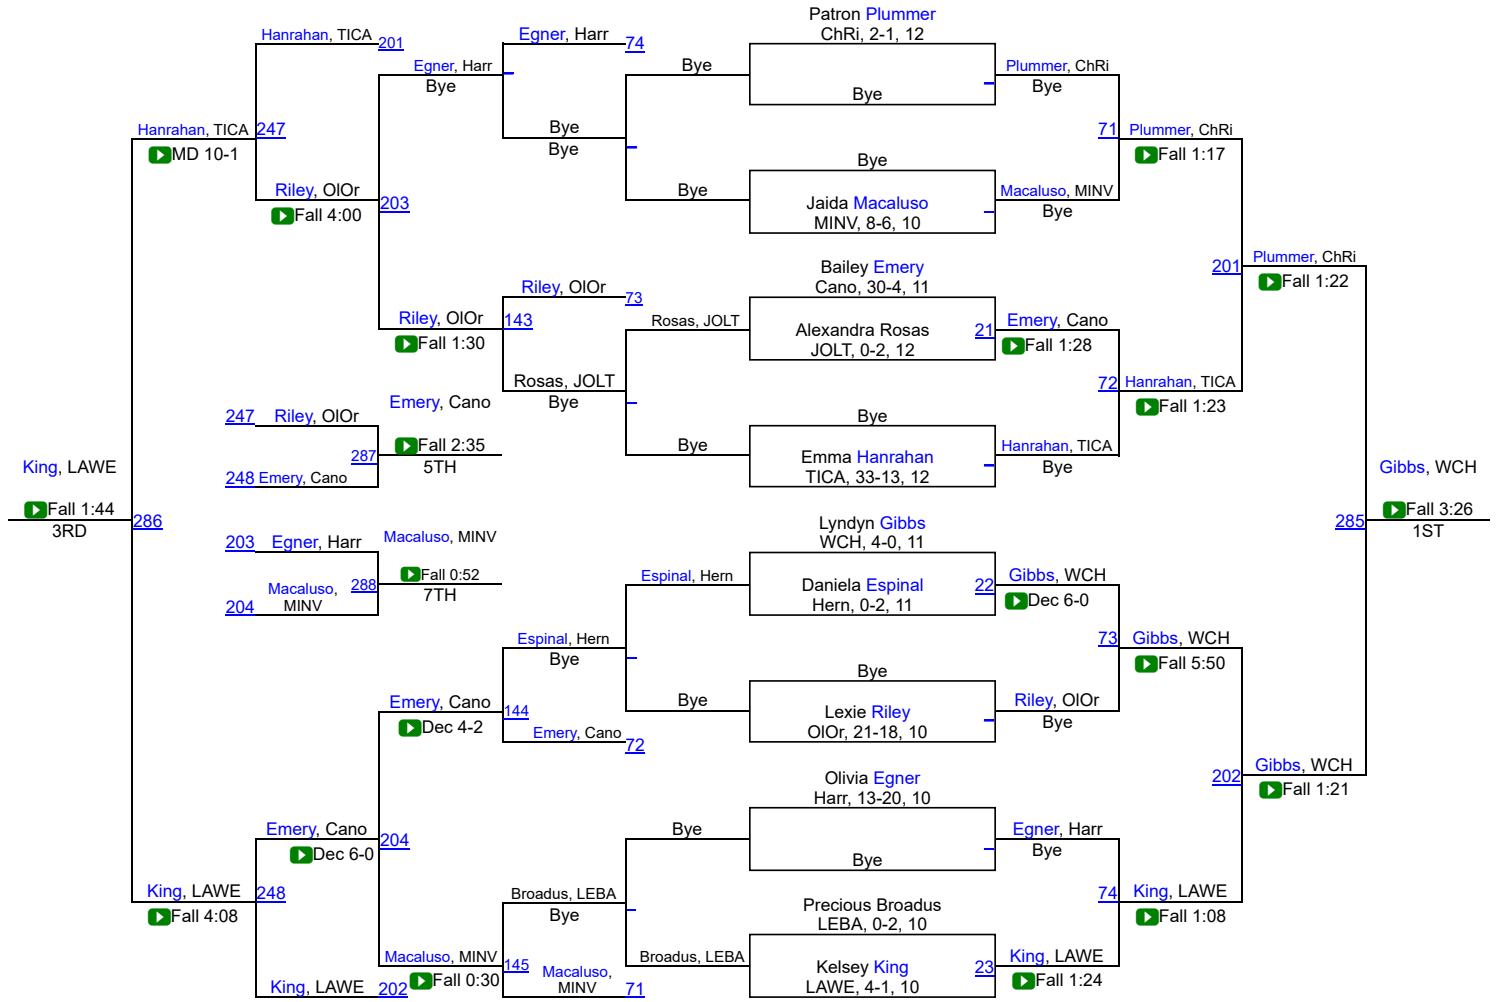 Patron Plummer
ChRi, 2-1, 12
Bye
Bye
Jaida Macaluso
MINV, 8-6, 10
Bailey Emery
Cano, 30-4, 11
Alexandra Rosas
JOLT, 0-2, 12
21
Bye
Emma Hanrahan
TICA, 33-13, 12
Lyndyn Gibbs
WCH, 4-0, 11
Daniela Espinal
Hern, 0-2, 11
22
Bye
Lexie Riley
OlOr, 21-18, 10
Olivia Egner
Harr, 13-20, 10
Bye
Precious Broadus
LEBA, 0-2, 10
Kelsey King
LAWE, 4-1, 10
23
Plummer, ChRi
Bye
Macaluso, MINV
Bye
Emery, Cano
Fall 1:28
Hanrahan, TICA
Bye
Gibbs, WCH
Dec 6-0
Riley, OlOr
Bye
Egner, Harr
Bye
King, LAWE
Fall 1:24
71
Plummer, ChRi
Fall 1:17
72
Hanrahan, TICA
Fall 1:23
73
Gibbs, WCH
Fall 5:50
74
King, LAWE
Fall 1:08
201
Plummer, ChRi
Fall 1:22
202
Gibbs, WCH
Fall 1:21
285
Gibbs, WCH
Fall 3:26
1ST
Bye
Bye
Rosas, JOLT
Bye
Espinal, Hern
Bye
Bye
Broadus, LEBA
Egner, Harr
74
Bye
Bye
Riley, OlOr
73
Rosas, JOLT
Bye
Espinal, Hern
Bye
Emery, Cano
72
Broadus, LEBA
Bye
Macaluso,
MINV
71
Egner, Harr
Bye
Riley, OlOr
Fall 1:30
143
Emery, Cano
Dec 4-2
144
Macaluso, MINV
Fall 0:30
145
Hanrahan, TICA
201
Riley, OlOr
Fall 4:00
203
Emery, Cano
Dec 6-0
204
King, LAWE
202
Hanrahan, TICA
MD 10-1
247
King, LAWE
Fall 4:08
248
King, LAWE
Fall 1:44
3RD
286
247
Riley, OlOr
248
Emery, Cano
287
Emery, Cano
Fall 2:35
5TH
203
Egner, Harr
204
Macaluso,
MINV
288
Macaluso, MINV
Fall 0:52
7TH